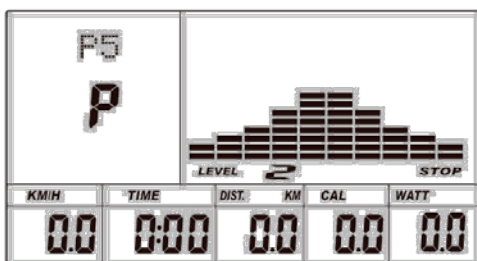 P5
P
LEVEL 2 STOP
KM/H TIME DIST. KM CAL WATT
0.0 0:00 0.0 0.0 0.0